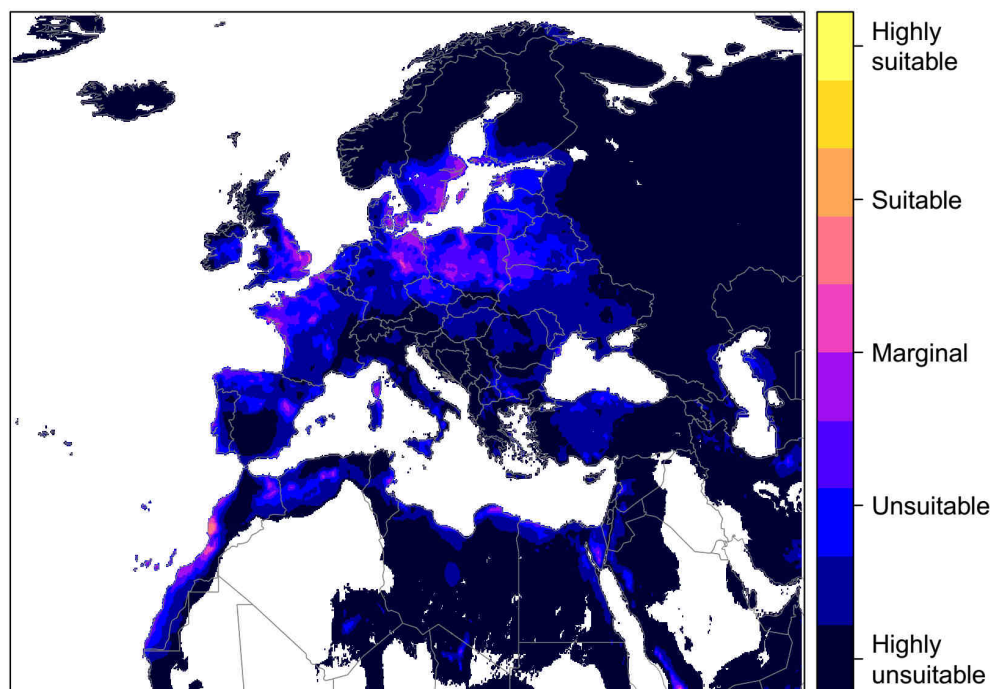 Highly
suitable
Suitable
Marginal
Unsuitable
Highly
unsuitable